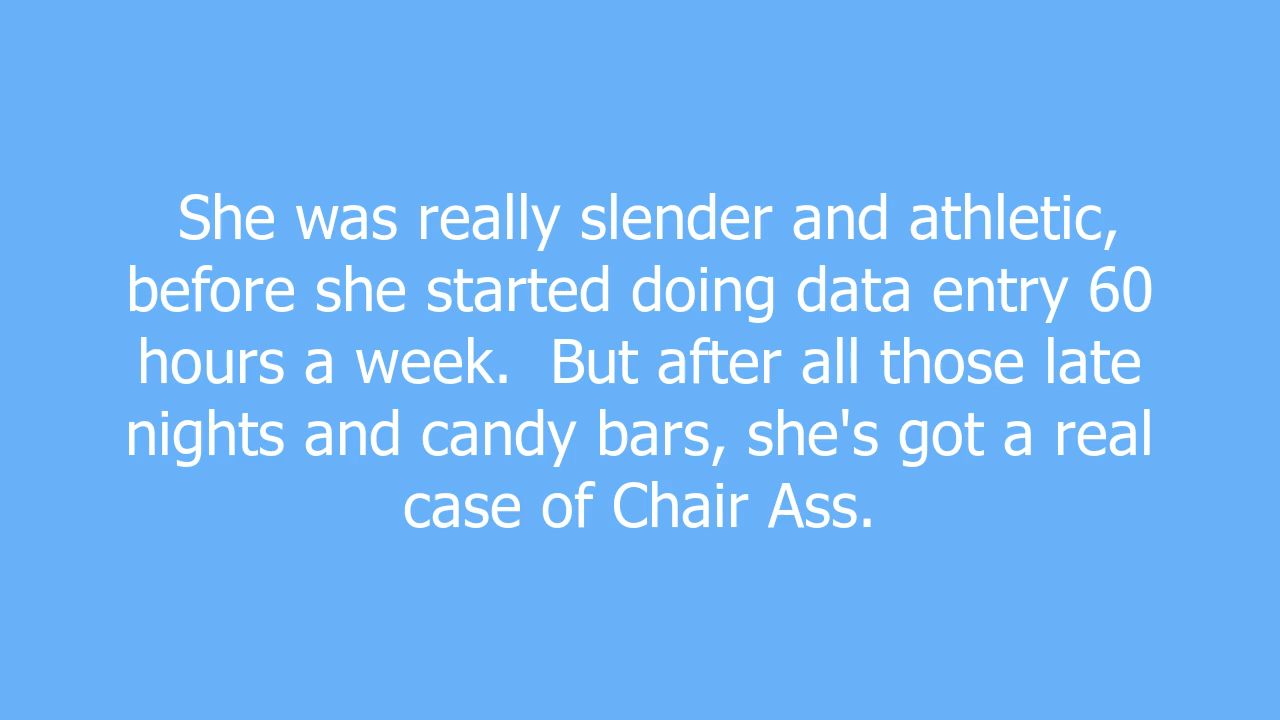 She was really slender and athletic,
before she started doing data entry 60
hours a week.  But after all those late
nights and candy bars, she's got a real
case of Chair Ass.